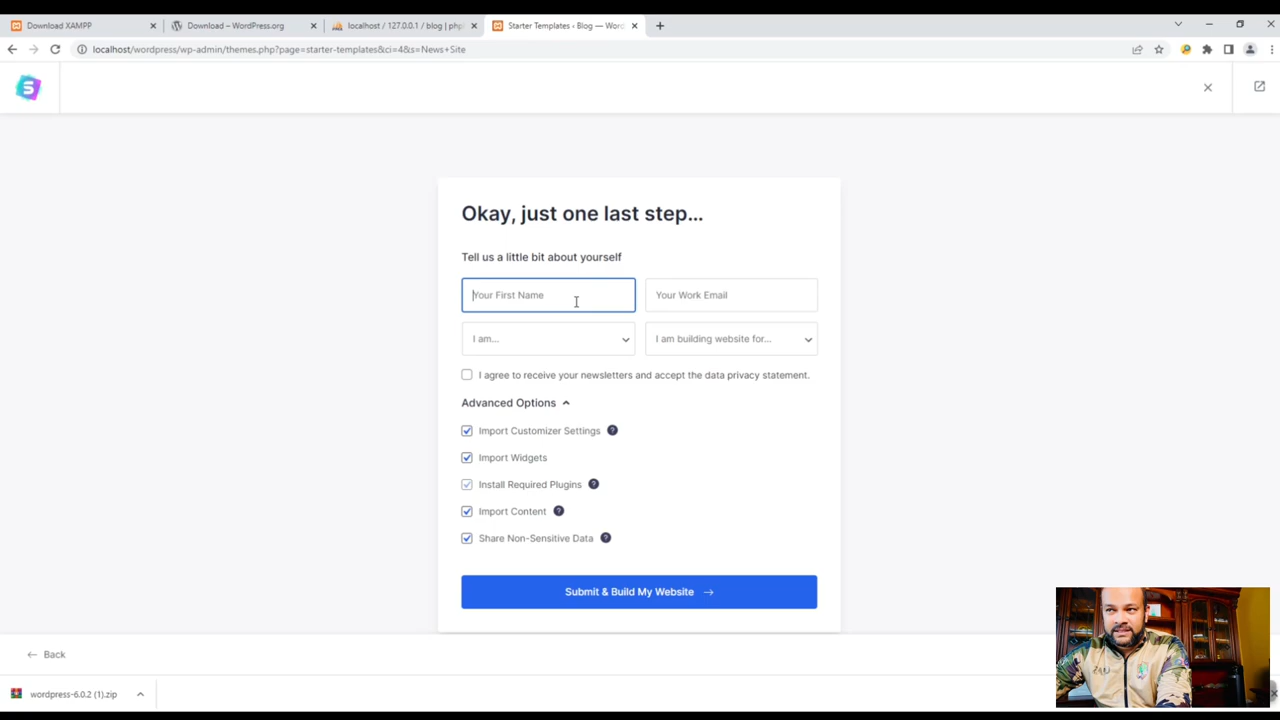 Download XAMPP
Download – WordPress.org
localhost / 127.0.0.1 / blog | php
Starter Templates ‹ Blog — Word
localhost/wordpress/wp-admin/themes.php?page=starter-templates&ci=4&s=News+Site
Okay, just one last step...
Tell us a little bit about yourself
Your First Name
Your Work Email
I am...
I am building website for...
I agree to receive your newsletters and accept the data privacy statement.
Advanced Options
Import Customizer Settings
Import Widgets
Install Required Plugins
Import Content
Share Non-Sensitive Data
Submit & Build My Website →
← Back
wordpress-6.0.2 (1).zip